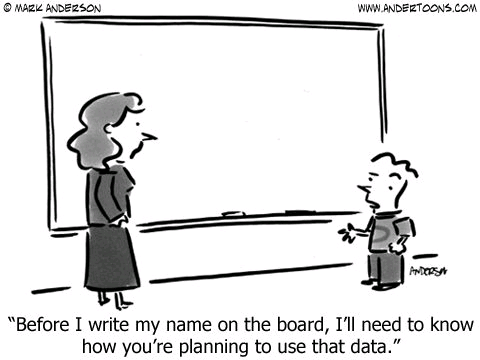 © MARK ANDERSON
WWW.ANDERTOONS.COM
ANDERSON
“Before I write my name on the board, I’ll need to know
how you’re planning to use that data.”